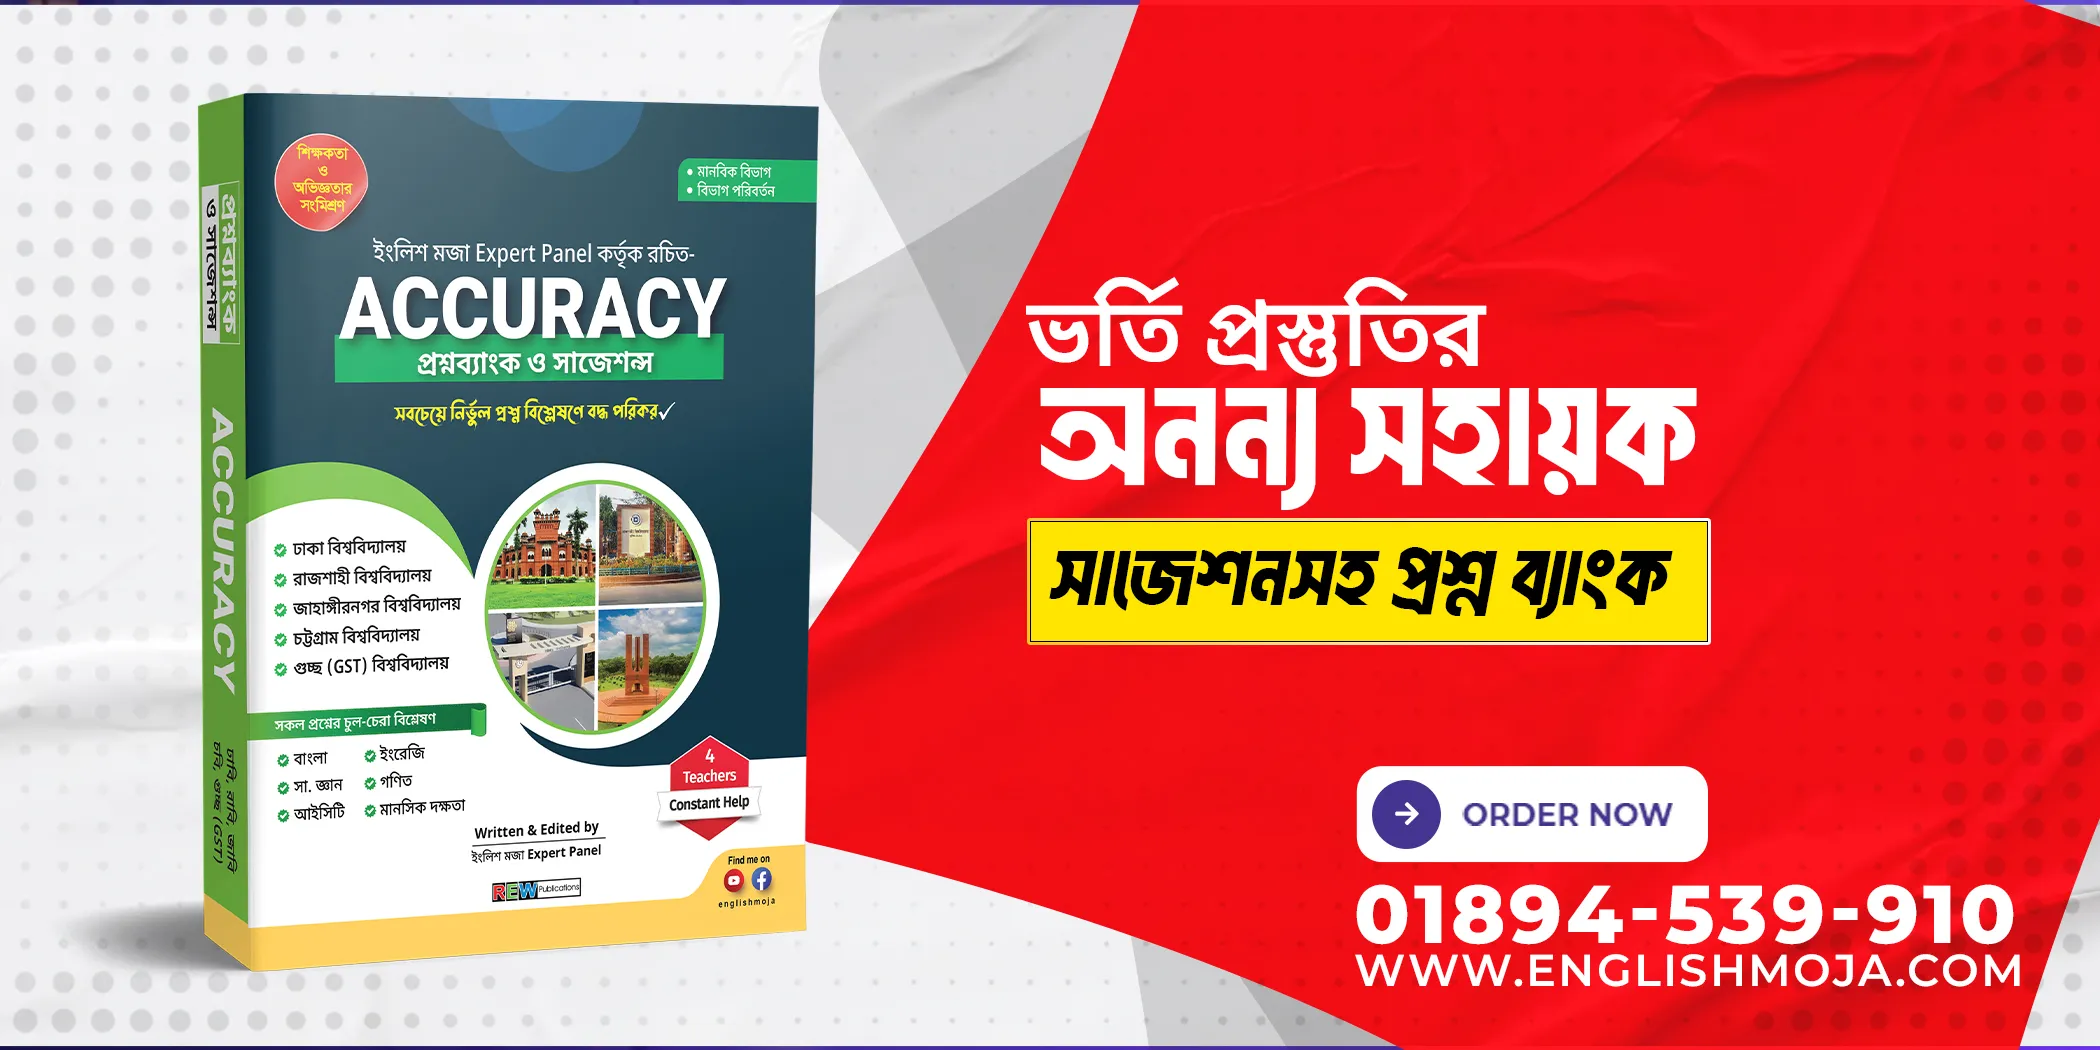 শিক্ষকতা
ও
অভিজ্ঞতার
সংমিশ্রণ
• মানবিক বিভাগ
• বিভাগ পরিবর্তন
ইংলিশ মজা Expert Panel কর্তৃক রচিত-
ACCURACY
প্রশ্নব্যাংক ও সাজেশন্স
সবচেয়ে নির্ভুল প্রশ্ন বিশ্লেষণে বদ্ধ পরিকর✓
ঢাকা বিশ্ববিদ্যালয়
রাজশাহী বিশ্ববিদ্যালয়
জাহাঙ্গীরনগর বিশ্ববিদ্যালয়
চট্টগ্রাম বিশ্ববিদ্যালয়
গুচ্ছ (GST) বিশ্ববিদ্যালয়
সকল প্রশ্নের চুল-চেরা বিশ্লেষণ
বাংলা
ইংরেজি
সা. জ্ঞান
গণিত
আইসিটি
মানসিক দক্ষতা
4
Teachers
Constant Help
Written & Edited by
ইংলিশ মজা Expert Panel
REW Publications
Find me on
englishmoja
প্রশ্নব্যাংক
ও সাজেশন্স
ACCURACY
ঢাবি, রাবি, জাবি
চবি, গুচ্ছ (GST)
ভর্তি প্রস্তুতির
অনন্য সহায়ক
সাজেশনসহ প্রশ্ন ব্যাংক
ORDER NOW
01894-539-910
WWW.ENGLISHMOJA.COM